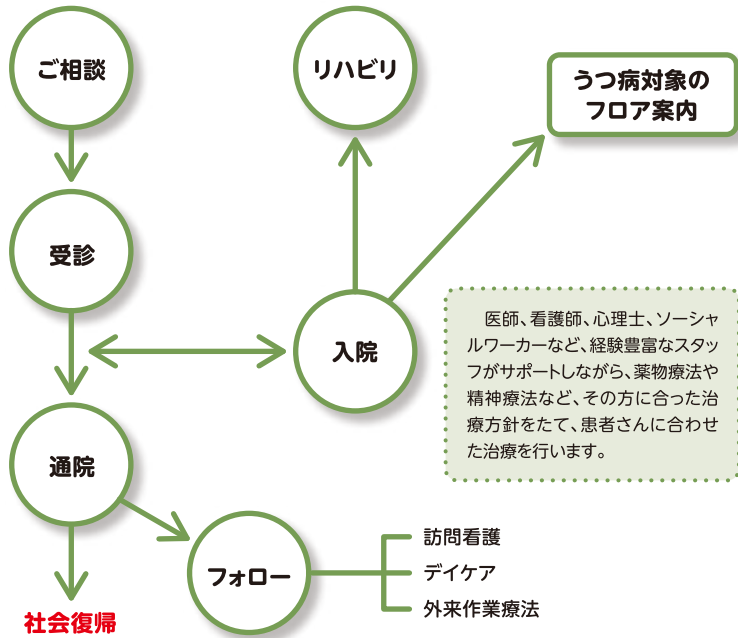 ご相談
リハビリ
うつ病対象の
フロア案内
受診
入院
医師、看護師、心理士、ソーシャ
ルワーカーなど、経験豊富なスタッ
フがサポートしながら、薬物療法や
精神療法など、その方に合った治
療方針をたて、患者さんに合わせ
た治療を行います。
通院
フォロー
訪問看護
デイケア
外来作業療法
社会復帰